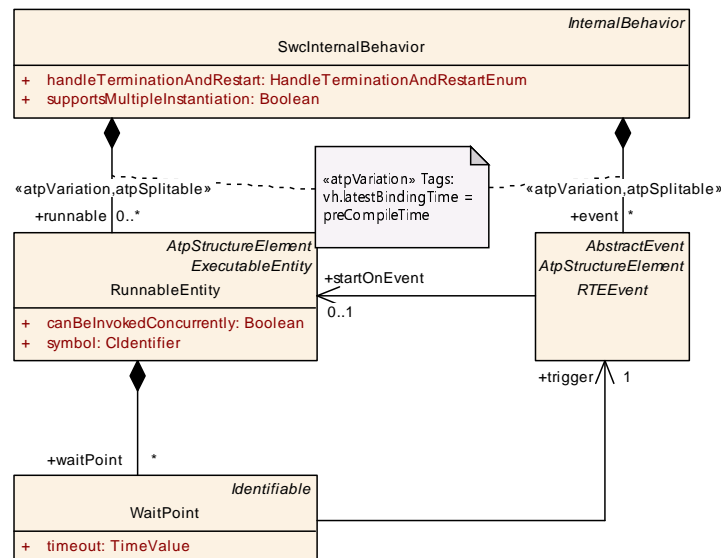 InternalBehavior
SwcInternalBehavior
+ handleTerminationAndRestart: HandleTerminationAndRestartEnum
+ supportsMultipleInstantiation: Boolean
«atpVariation» Tags:
vh.latestBindingTime =
preCompileTime
«atpVariation,atpSplitable»
«atpVariation,atpSplitable»
+runnable 0..*
+event *
AtpStructureElement
ExecutableEntity
RunnableEntity
+ canBeInvokedConcurrently: Boolean
+ symbol: CIdentifier
+startOnEvent
0..1
AbstractEvent
AtpStructureElement
RTEEvent
+trigger 1
+waitPoint *
Identifiable
WaitPoint
+ timeout: TimeValue